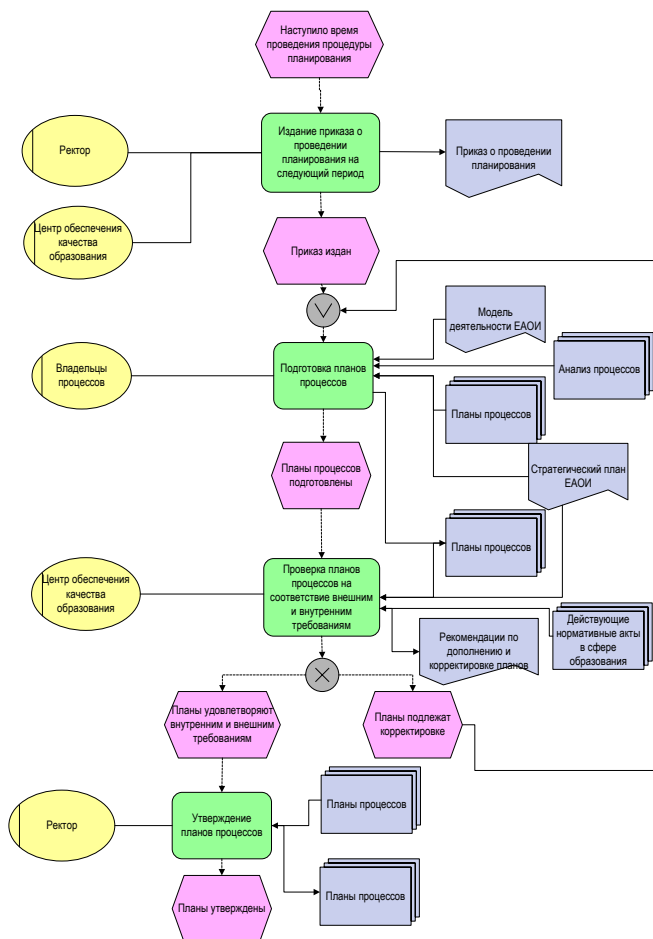 Наступило время
проведения процедуры
планирования
Ректор
Издание приказа о
проведении
планирования на
следующий период
Приказ о проведении
планирования
Центр обеспечения
качества
образования
Приказ издан
Модель
деятельности ЕАОИ
Владельцы
процессов
Подготовка планов
процессов
Анализ процессов
Планы процессов
Планы процессов
подготовлены
Стратегический план
ЕАОИ
Планы процессов
Центр обеспечения
качества
образования
Проверка планов
процессов на
соответствие внешним
и внутренним
требованиям
Рекомендации по
дополнению и
корректировке планов
Действующие
нормативные акты
в сфере
образования
Планы удовлетворяют
внутренним и внешним
требованиям
Планы подлежат
корректировке
Ректор
Утверждение
планов процессов
Планы процессов
Планы утверждены
Планы процессов